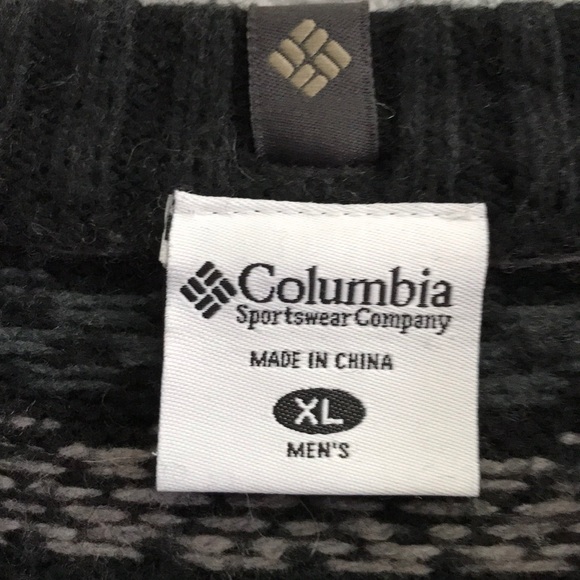 Columbia
Sportswear Company
MADE IN CHINA
XL
MEN'S